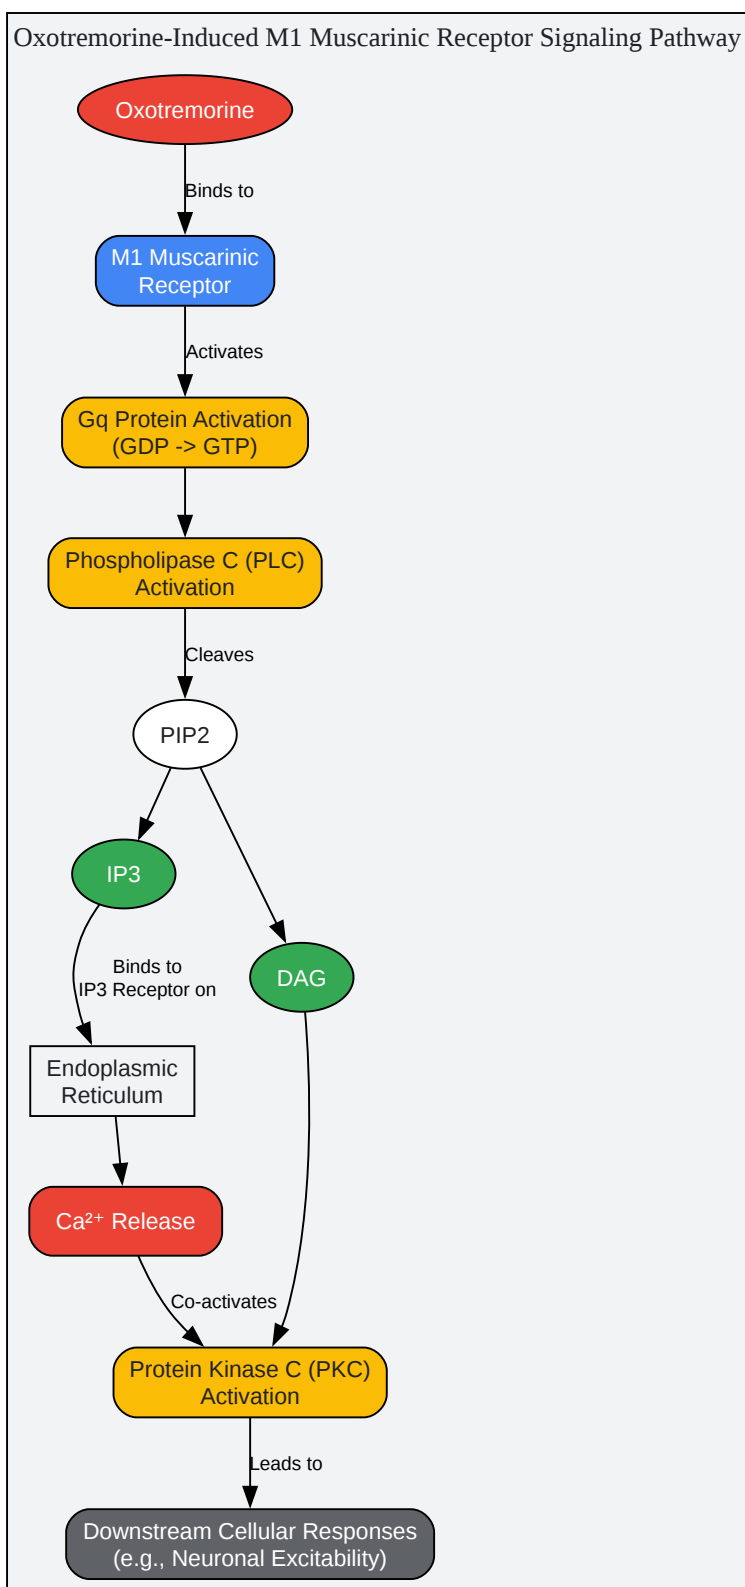 Oxotremorine-Induced M1 Muscarinic Receptor Signaling Pathway
Oxotremorine
Binds to
M1 Muscarinic
Receptor
Activates
Gq Protein Activation
(GDP -> GTP)
Phospholipase C (PLC)
Activation
Cleaves
PIP2
IP3
DAG
Binds to
IP3 Receptor on
Endoplasmic
Reticulum
Ca²⁺ Release
Co-activates
Protein Kinase C (PKC)
Activation
Leads to
Downstream Cellular Responses
(e.g., Neuronal Excitability)